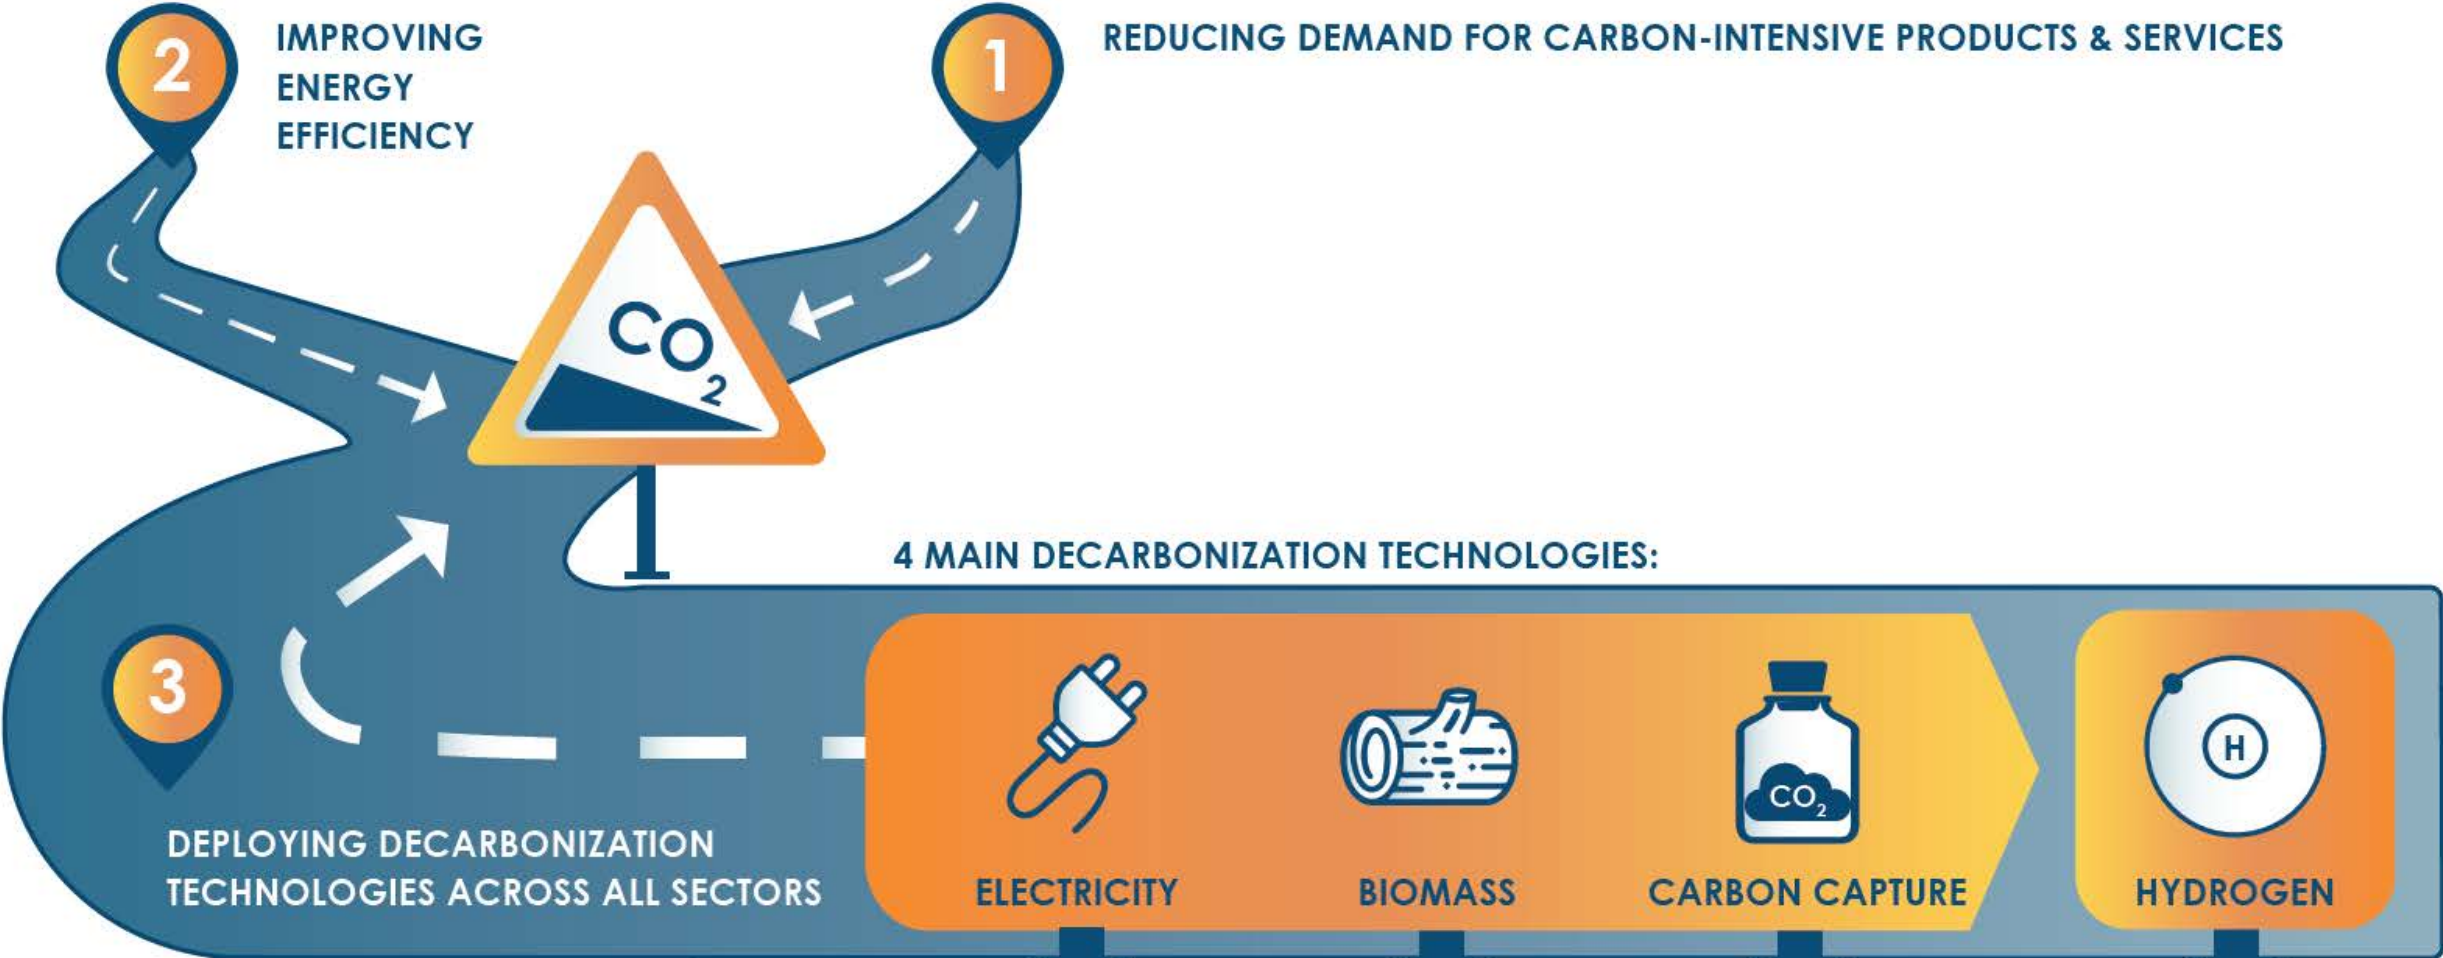 2
IMPROVING
ENERGY
EFFICIENCY
1
REDUCING DEMAND FOR CARBON-INTENSIVE PRODUCTS & SERVICES
CO₂
4 MAIN DECARBONIZATION TECHNOLOGIES:
3
DEPLOYING DECARBONIZATION
TECHNOLOGIES ACROSS ALL SECTORS
ELECTRICITY
BIOMASS
CO₂
CARBON CAPTURE
H
HYDROGEN